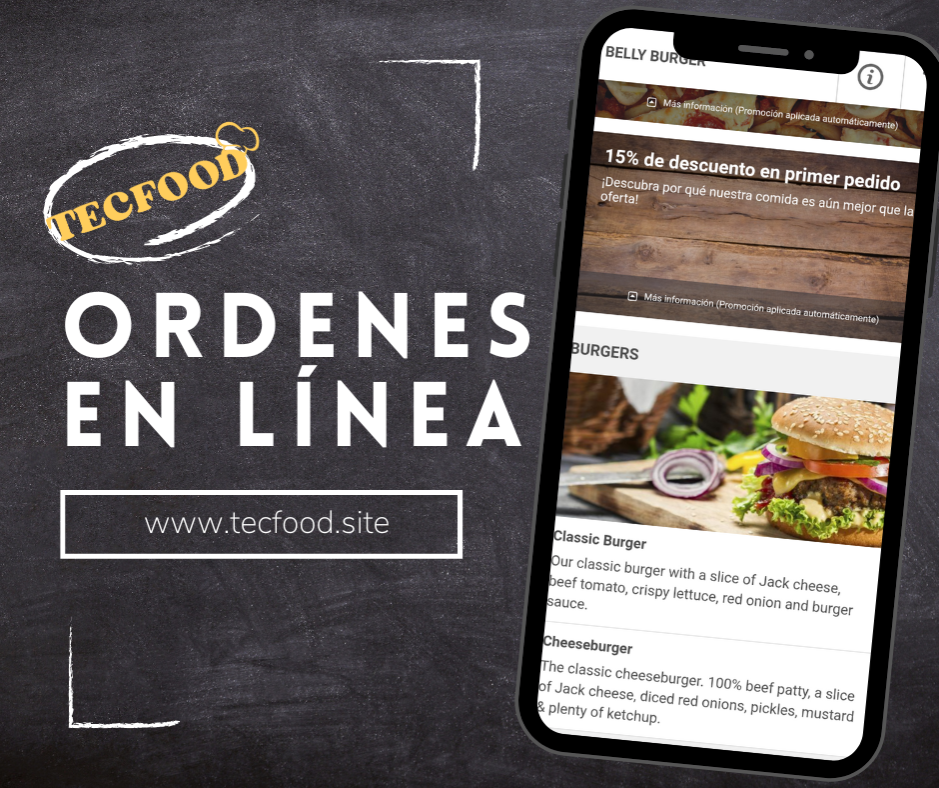 TECFOOD
ORDENES
EN LÍNEA
www.tecfood.site
BELLY BURGER
Más información (Promoción aplicada automáticamente)
15% de descuento en primer pedido
¡Descubra por qué nuestra comida es aún mejor que la
oferta!
Más información (Promoción aplicada automáticamente)
BURGERS
Classic Burger
Our classic burger with a slice of Jack cheese,
beef tomato, crispy lettuce, red onion and burger
sauce.
Cheeseburger
The classic cheeseburger. 100% beef patty, a slice
of Jack cheese, diced red onions, pickles, mustard
& plenty of ketchup.